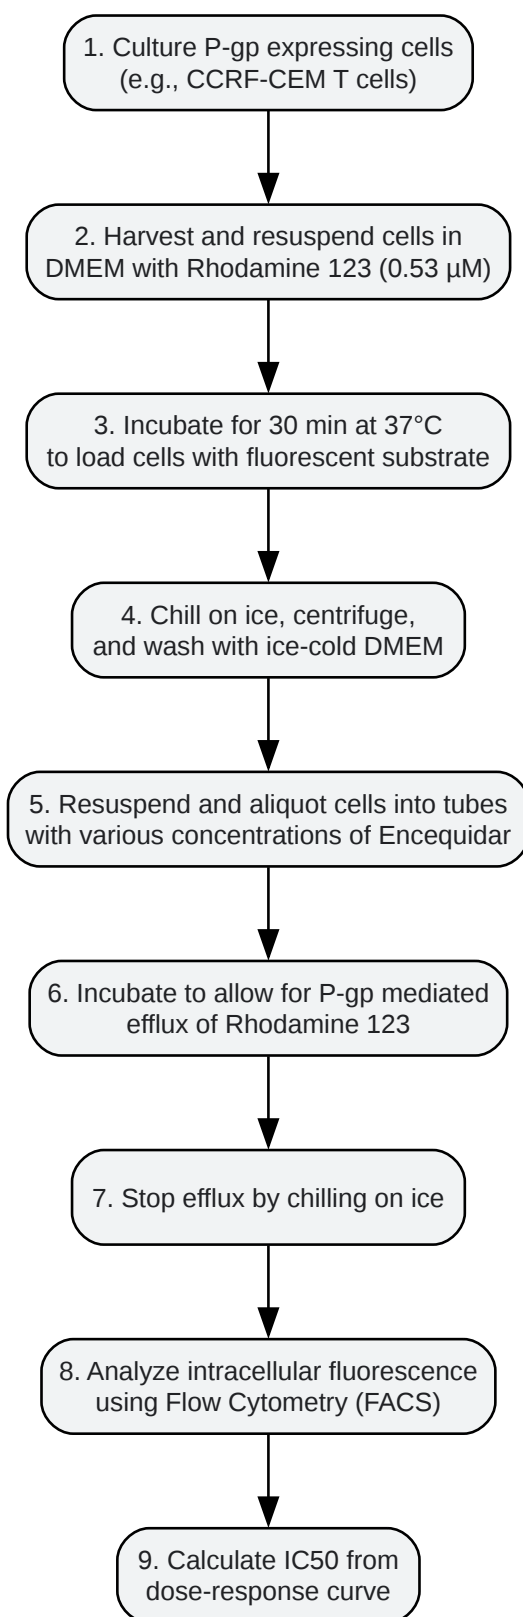 1. Culture P-gp expressing cells
(e.g., CCRF-CEM T cells)
2. Harvest and resuspend cells in
DMEM with Rhodamine 123 (0.53 µM)
3. Incubate for 30 min at 37°C
to load cells with fluorescent substrate
4. Chill on ice, centrifuge,
and wash with ice-cold DMEM
5. Resuspend and aliquot cells into tubes
with various concentrations of Encequidar
6. Incubate to allow for P-gp mediated
efflux of Rhodamine 123
7. Stop efflux by chilling on ice
8. Analyze intracellular fluorescence
using Flow Cytometry (FACS)
9. Calculate IC50 from
dose-response curve